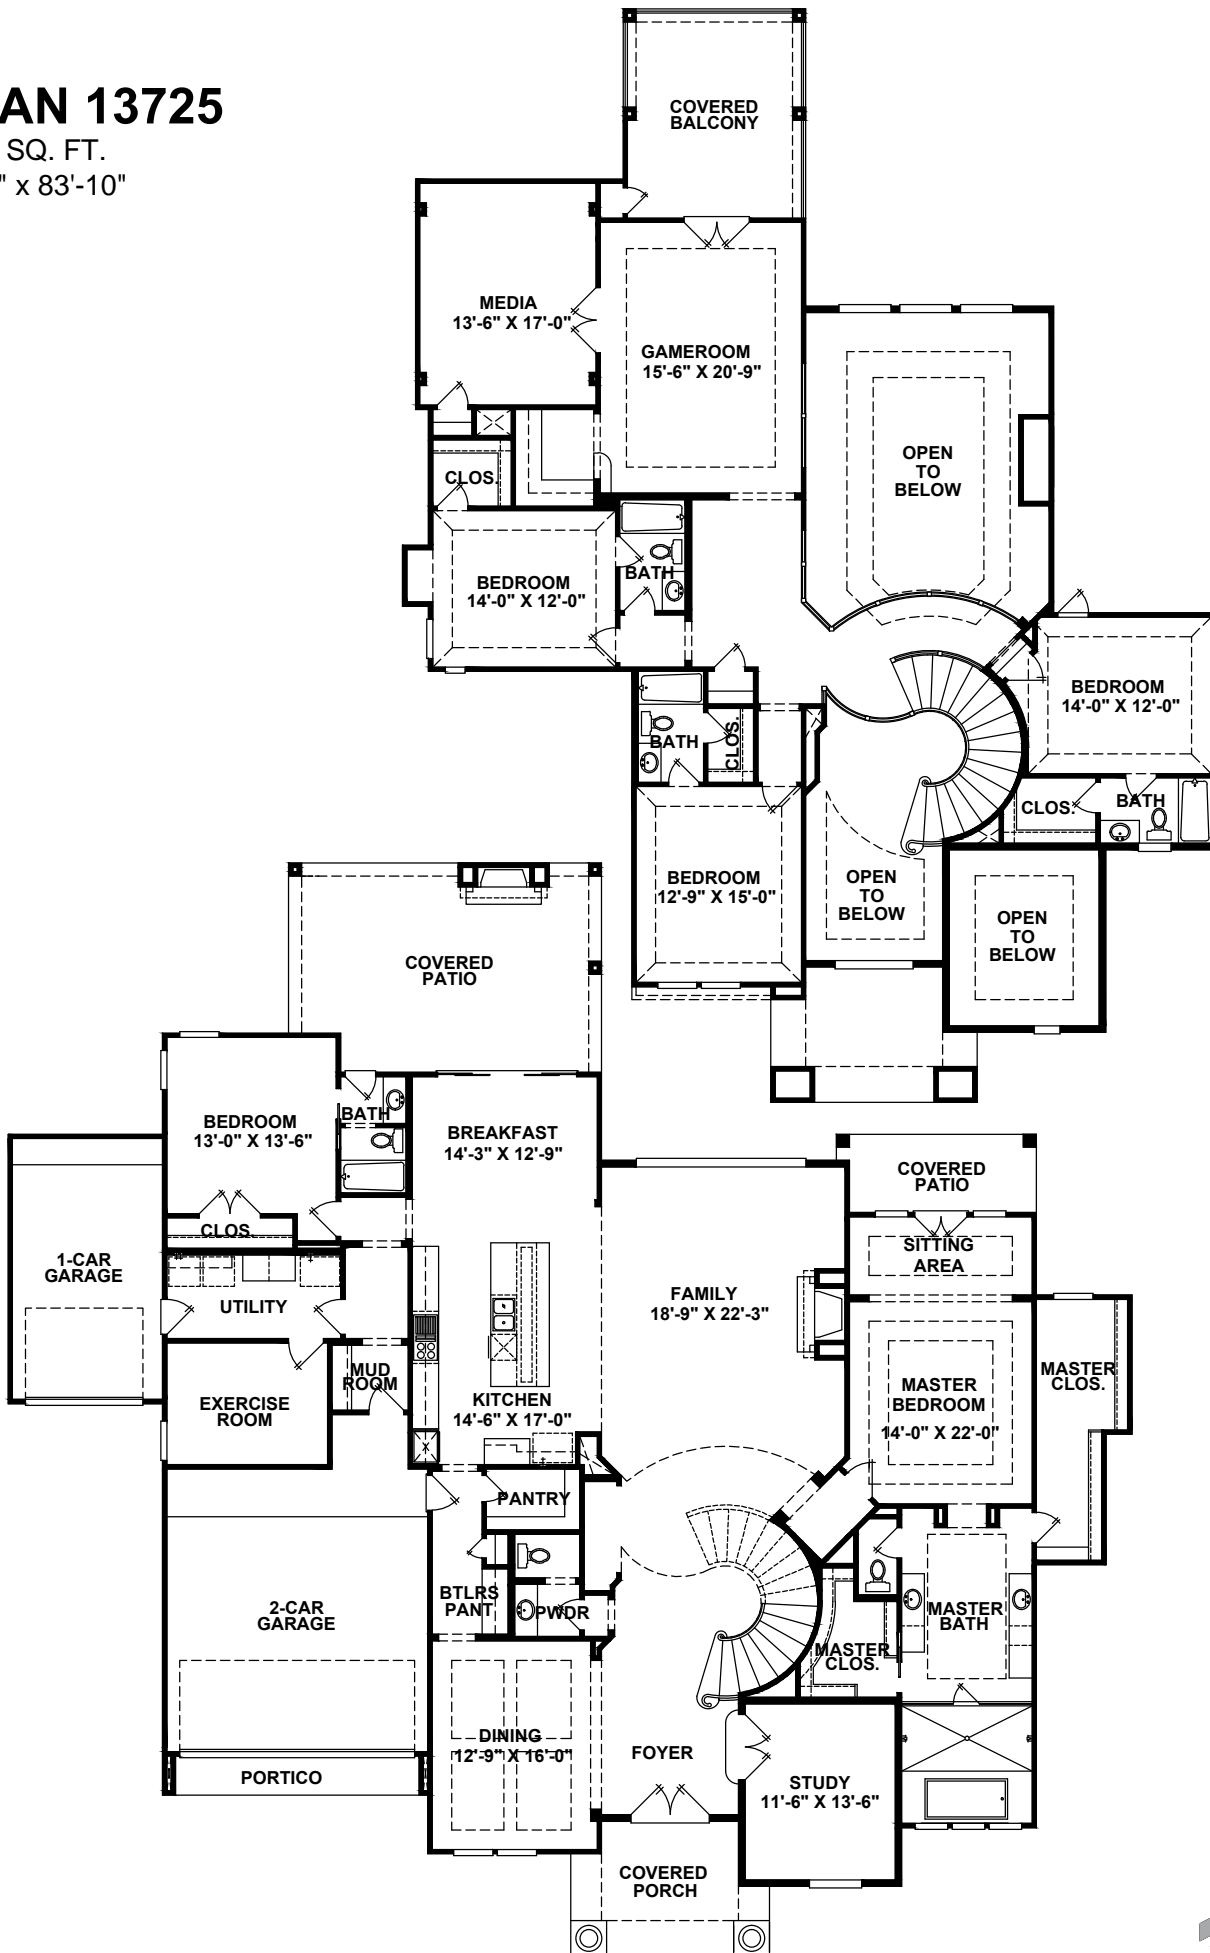 AN 13725
SQ. FT.
" x 83'-10"
COVERED
BALCONY
MEDIA
13'-6" X 17'-0"
GAMEROOM
15'-6" X 20'-9"
OPEN
TO
BELOW
CLOS.
BEDROOM
14'-0" X 12'-0"
BATH
BEDROOM
14'-0" X 12'-0"
BATH
CLOS.
CLOS.
BATH
BEDROOM
12'-9" X 15'-0"
OPEN
TO
BELOW
OPEN
TO
BELOW
COVERED
PATIO
BEDROOM
13'-0" X 13'-6"
BATH
BREAKFAST
14'-3" X 12'-9"
COVERED
PATIO
CLOS.
1-CAR
GARAGE
SITTING
AREA
UTILITY
FAMILY
18'-9" X 22'-3"
MUD
ROOM
EXERCISE
ROOM
KITCHEN
14'-6" X 17'-0"
MASTER
BEDROOM
14'-0" X 22'-0"
MASTER
CLOS.
PANTRY
2-CAR
GARAGE
BTLRS
PANT
PWDR
MASTER
BATH
MASTER
CLOS.
DINING
12'-9" X 16'-0"
FOYER
PORTICO
STUDY
11'-6" X 13'-6"
COVERED
PORCH